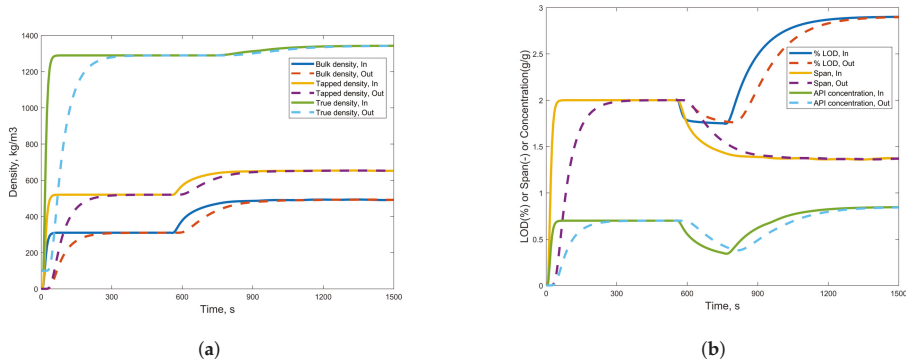 1400
1200
1000
800
600
400
200
0
Density, kg/m3
Bulk density, In
Bulk density, Out
Tapped density, In
Tapped density, Out
True density, In
True density, Out
0 300 600 900 1200 1500
Time, s
(a)
3
2.5
2
1.5
1
0.5
0
LOD(%) or Span(-) or Concentration(g/g)
% LOD, In
% LOD, Out
Span, In
Span, Out
API concentration, In
API concentration, Out
0 300 600 900 1200 1500
Time, s
(b)